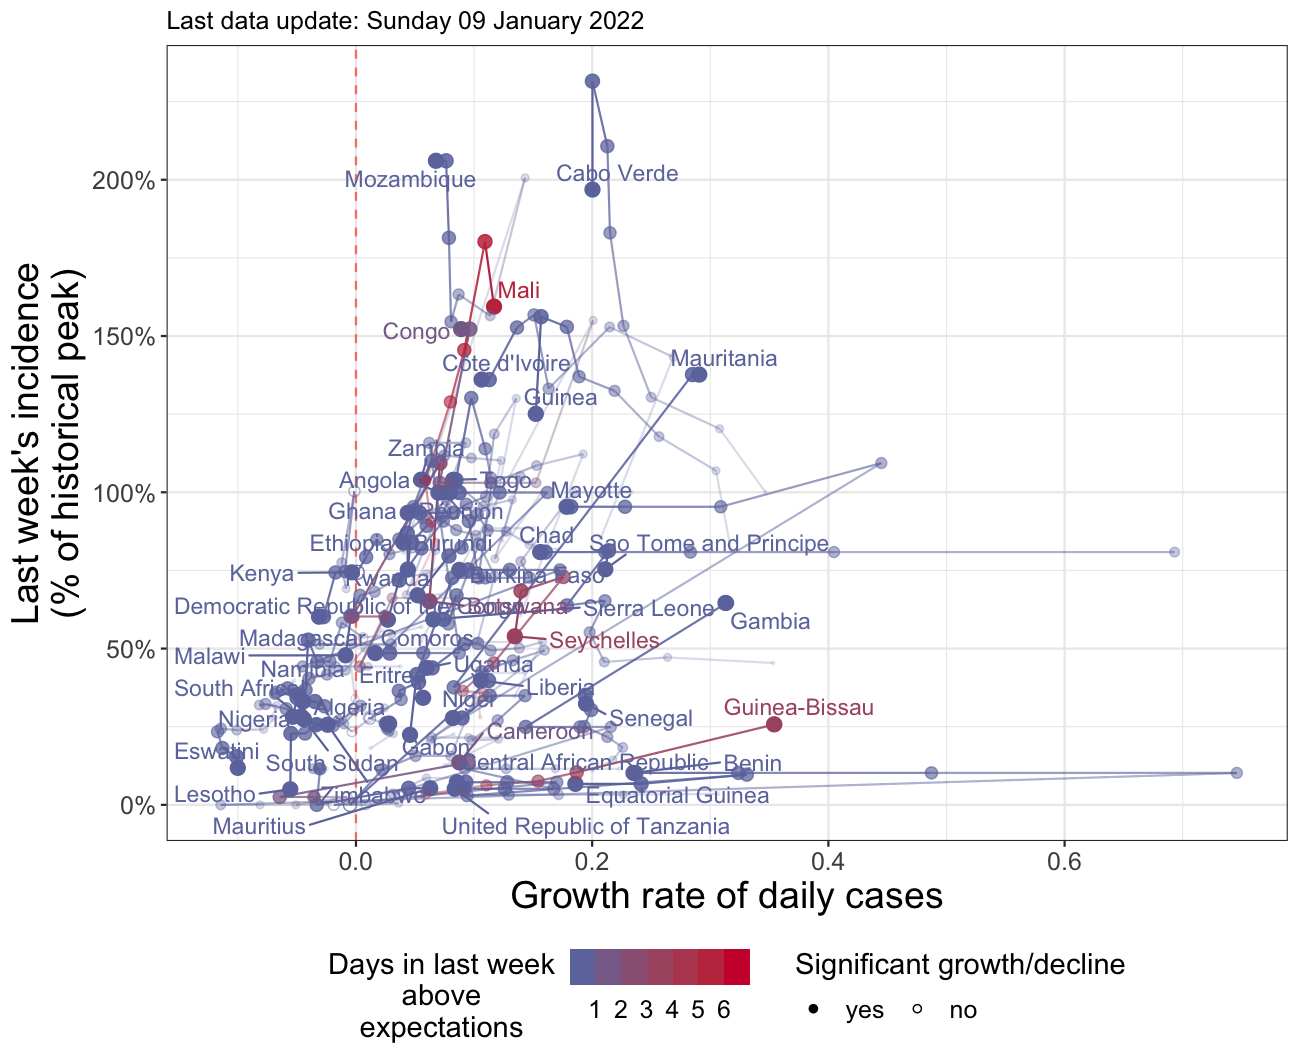 Last data update: Sunday 09 January 2022
Last week's incidence
(% of historical peak)
200%
150%
100%
50%
0%
Mozambique
Cabo Verde
Mali
Congo
Côte d'Ivoire
Mauritania
Guinea
Zambia
Angola
Togo
Mayotte
Ghana
Réunion
Chad
Ethiopia
Burundi
Sao Tome and Principe
Kenya
Rwanda
Burkina Faso
Democratic Republic of the Congo
Botswana
Sierra Leone
Gambia
Madagascar
Comoros
Seychelles
Malawi
Namibia
Eritrea
Uganda
South Africa
Algeria
Niger
Liberia
Guinea-Bissau
Nigeria
Senegal
Cameroon
Gabon
Eswatini
South Sudan
Central African Republic
Benin
Lesotho
Zimbabwe
Equatorial Guinea
Mauritius
United Republic of Tanzania
0.0
0.2
0.4
0.6
Growth rate of daily cases
Days in last week
above
expectations
1 2 3 4 5 6
Significant growth/decline
yes
no